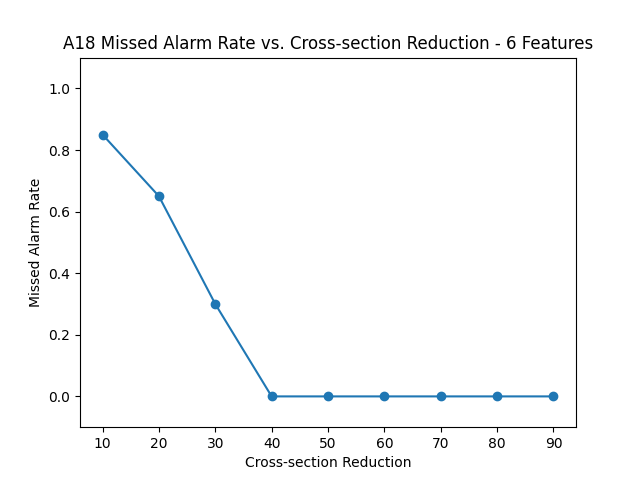 A18 Missed Alarm Rate vs. Cross-section Reduction - 6 Features
1.0
0.8
0.6
0.4
0.2
0.0
Missed Alarm Rate
10 20 30 40 50 60 70 80 90
Cross-section Reduction